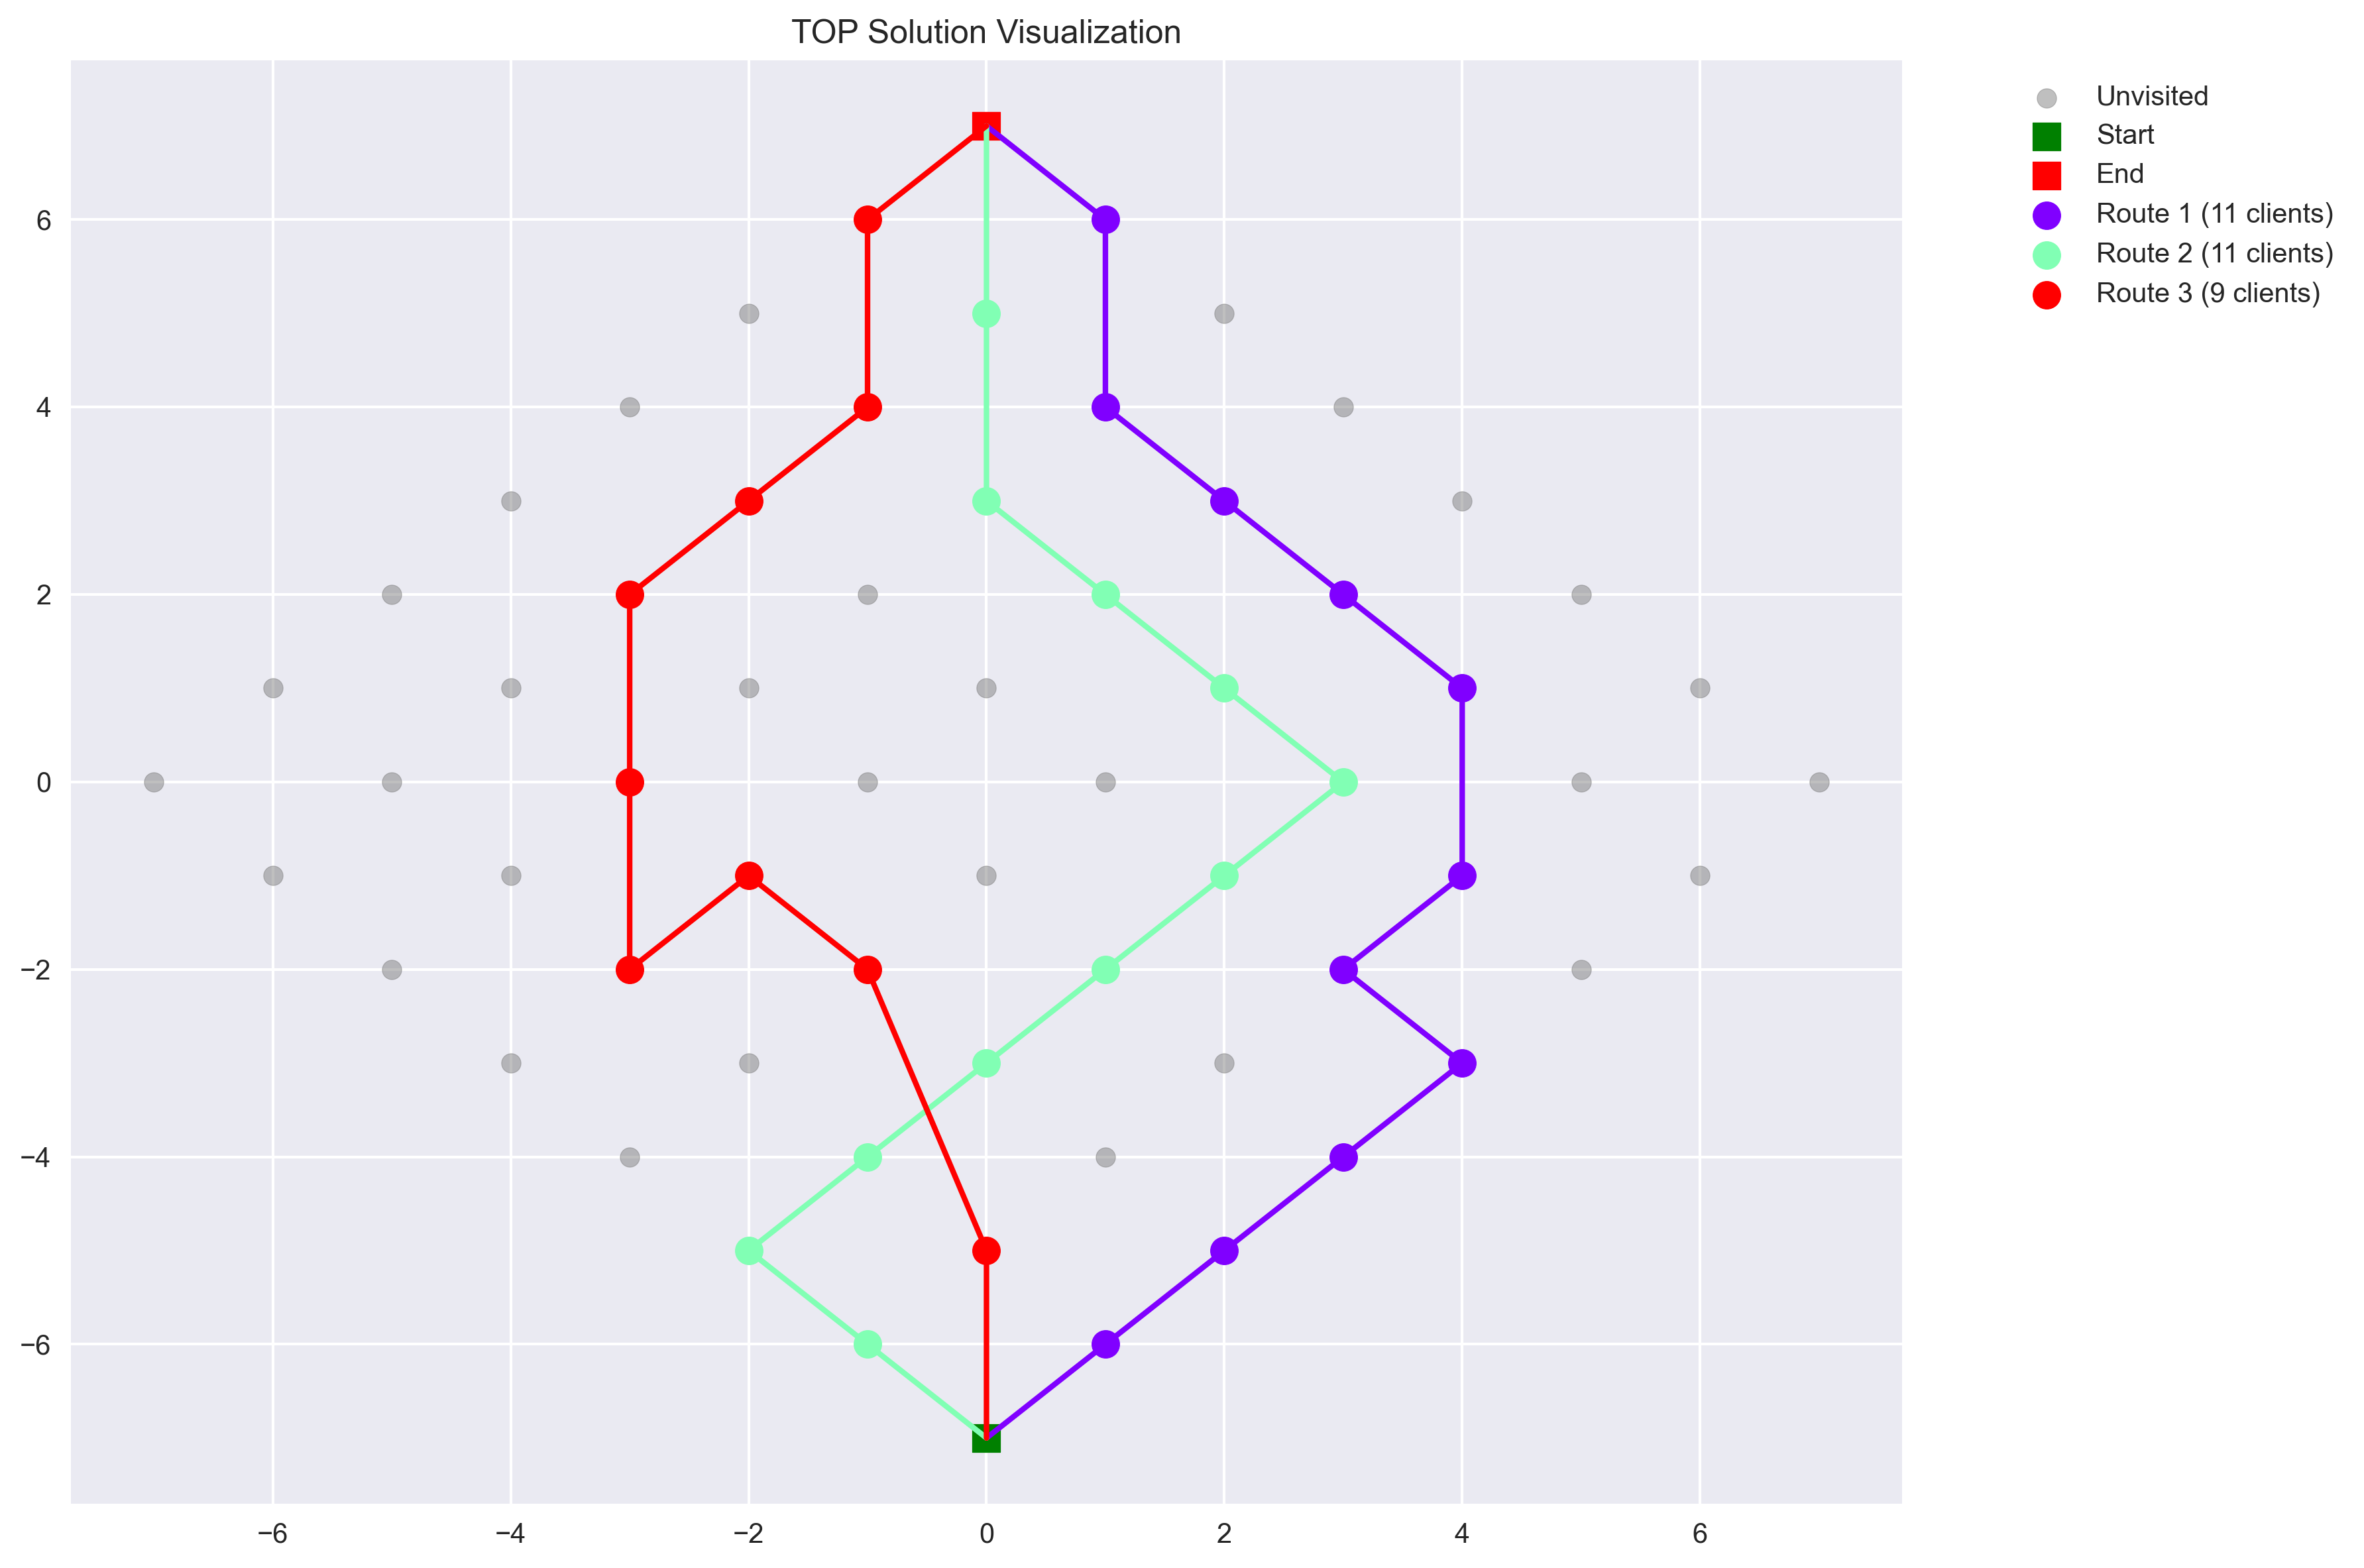 TOP Solution Visualization
Unvisited
Start
End
Route 1 (11 clients)
Route 2 (11 clients)
Route 3 (9 clients)
6
4
2
0
−2
−4
−6
−6 −4 −2 0 2 4 6